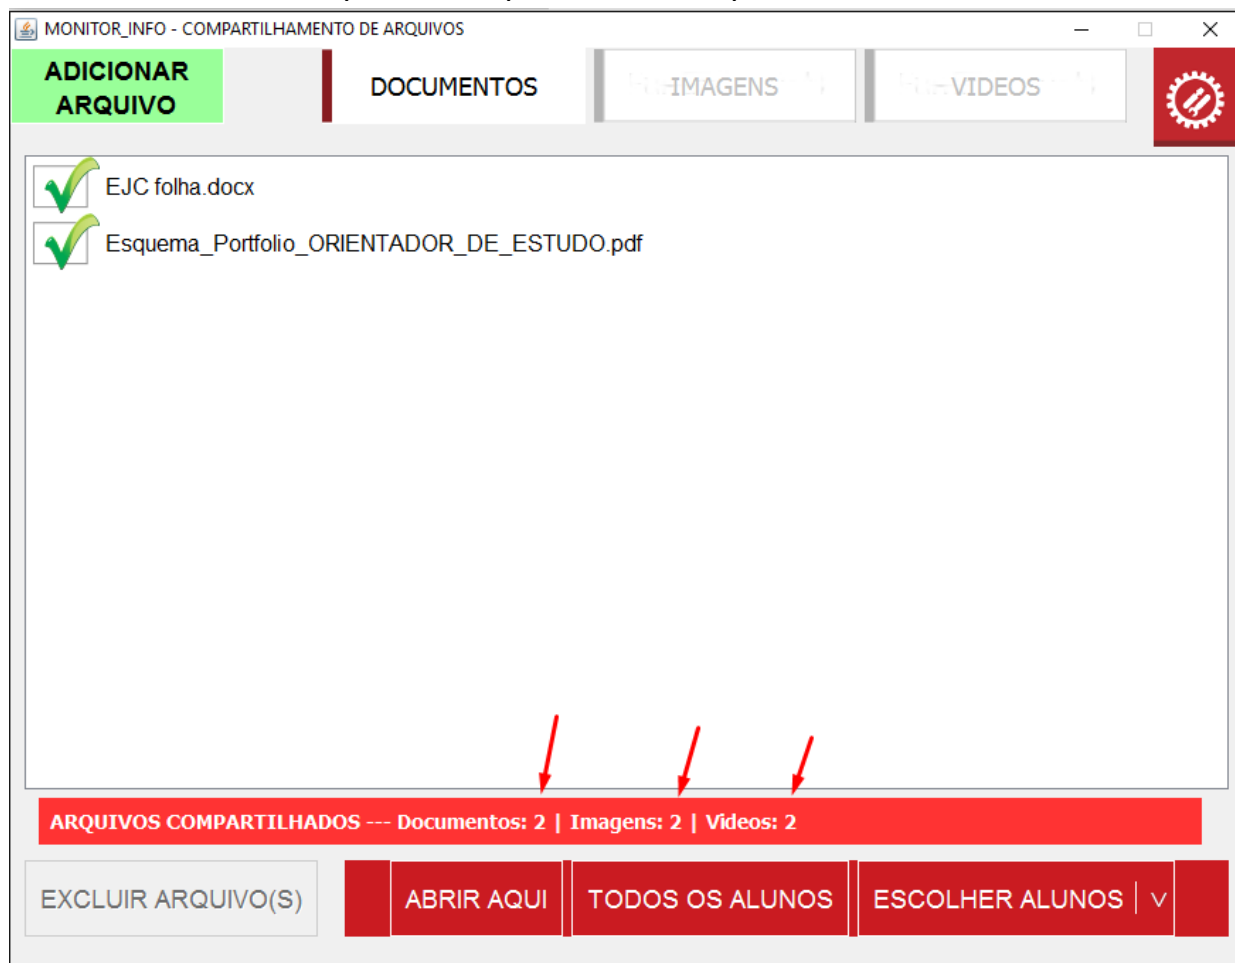 MONITOR_INFO - COMPARTILHAMENTO DE ARQUIVOS
ADICIONAR
ARQUIVO
DOCUMENTOS
IMAGENS
VIDEOS
EJC folha.docx
Esquema_Portfolio_ORIENTADOR_DE_ESTUDO.pdf
ARQUIVOS COMPARTILHADOS --- Documentos: 2 | Imagens: 2 | Videos: 2
EXCLUIR ARQUIVO(S)
ABRIR AQUI
TODOS OS ALUNOS
ESCOLHER ALUNOS